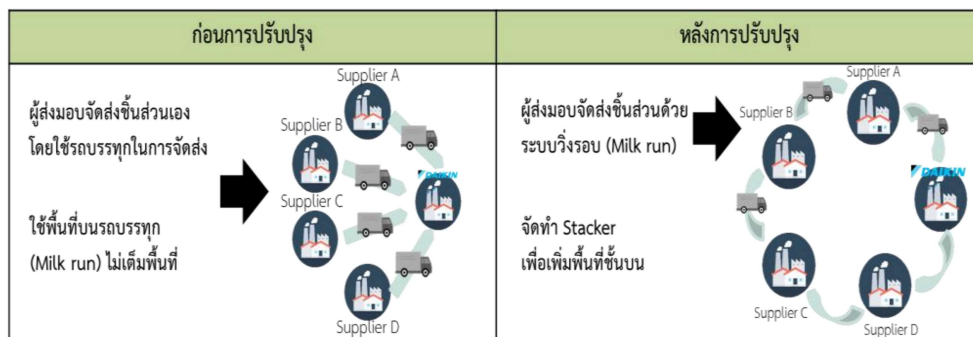 ก่อนการปรับปรุง
ผู้ส่งมอบจัดส่งชิ้นส่วนเอง
โดยใช้รถบรรทุกในการจัดส่ง
ใช้พื้นที่บนรถบรรทุก
(Milk run) ไม่เต็มพื้นที่
Supplier A
Supplier B
Supplier C
Supplier D
DAIKIN
หลังการปรับปรุง
ผู้ส่งมอบจัดส่งชิ้นส่วนด้วย
ระบบวิ่งรอบ (Milk run)
จัดทำ Stacker
เพื่อเพิ่มพื้นที่ชั้นบน
Supplier A
Supplier B
DAIKIN
Supplier C
Supplier D